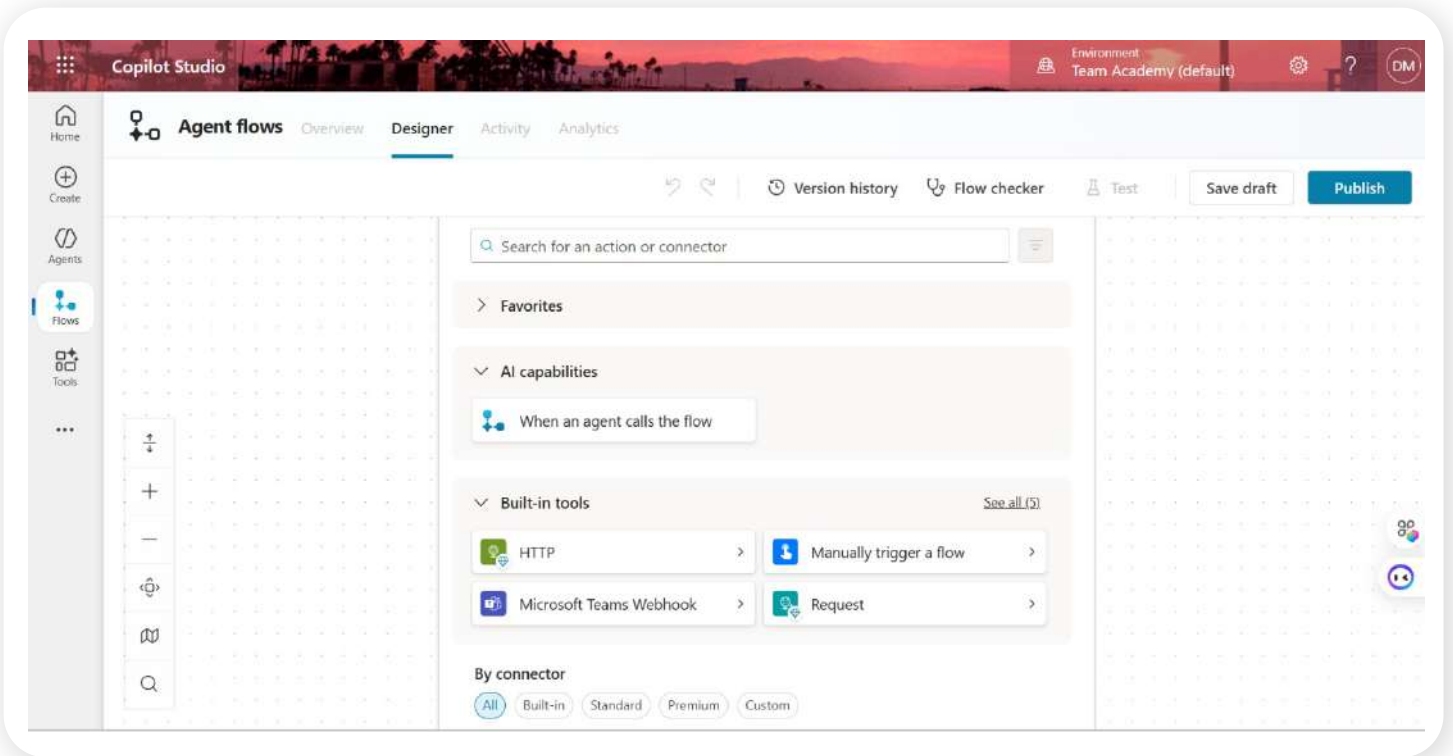 Copilot Studio
Environment
Team Academy (default)
?
DM
Home
Agent flows
Overview
Designer
Activity
Analytics
Create
Version history
Flow checker
Test
Save draft
Publish
Agents
Search for an action or connector
Flows
Favorites
Tools
AI capabilities
When an agent calls the flow
Built-in tools
See all (5)
HTTP
Manually trigger a flow
Microsoft Teams Webhook
Request
By connector
All
Built-in
Standard
Premium
Custom